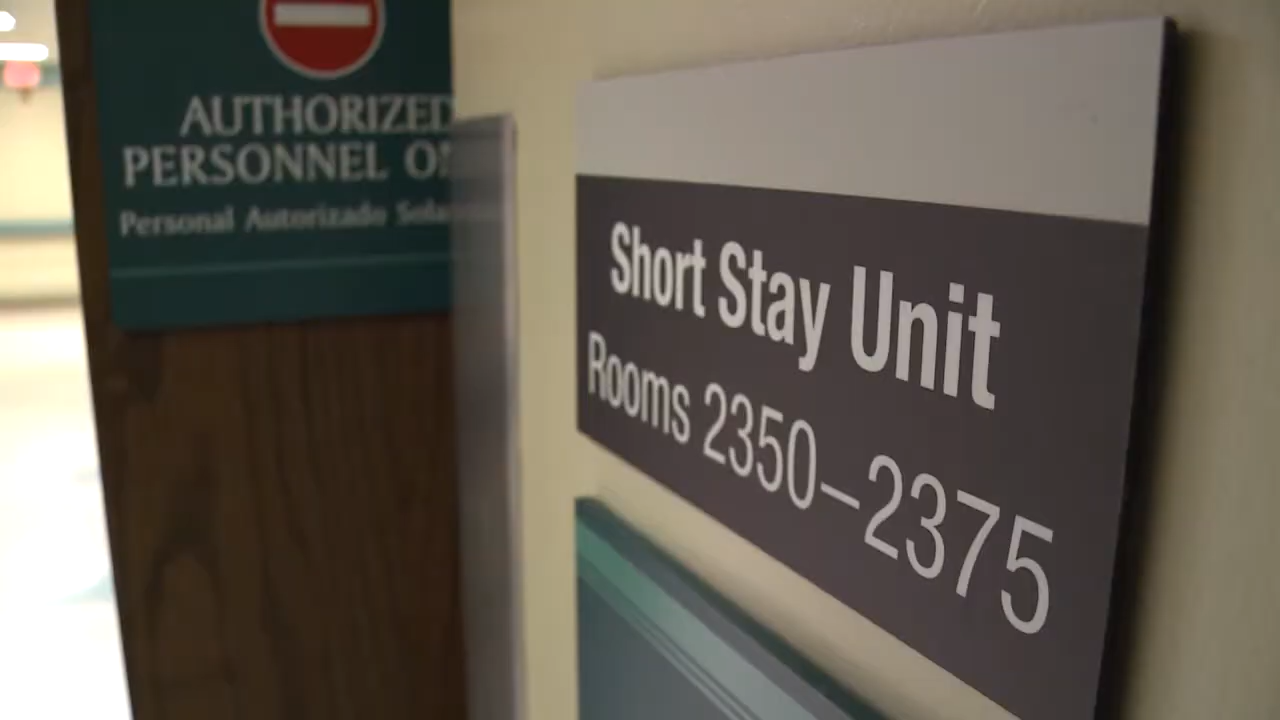 AUTHORIZED
PERSONNEL
Personal Autorizado
Short Stay Unit
Rooms 2350–2375